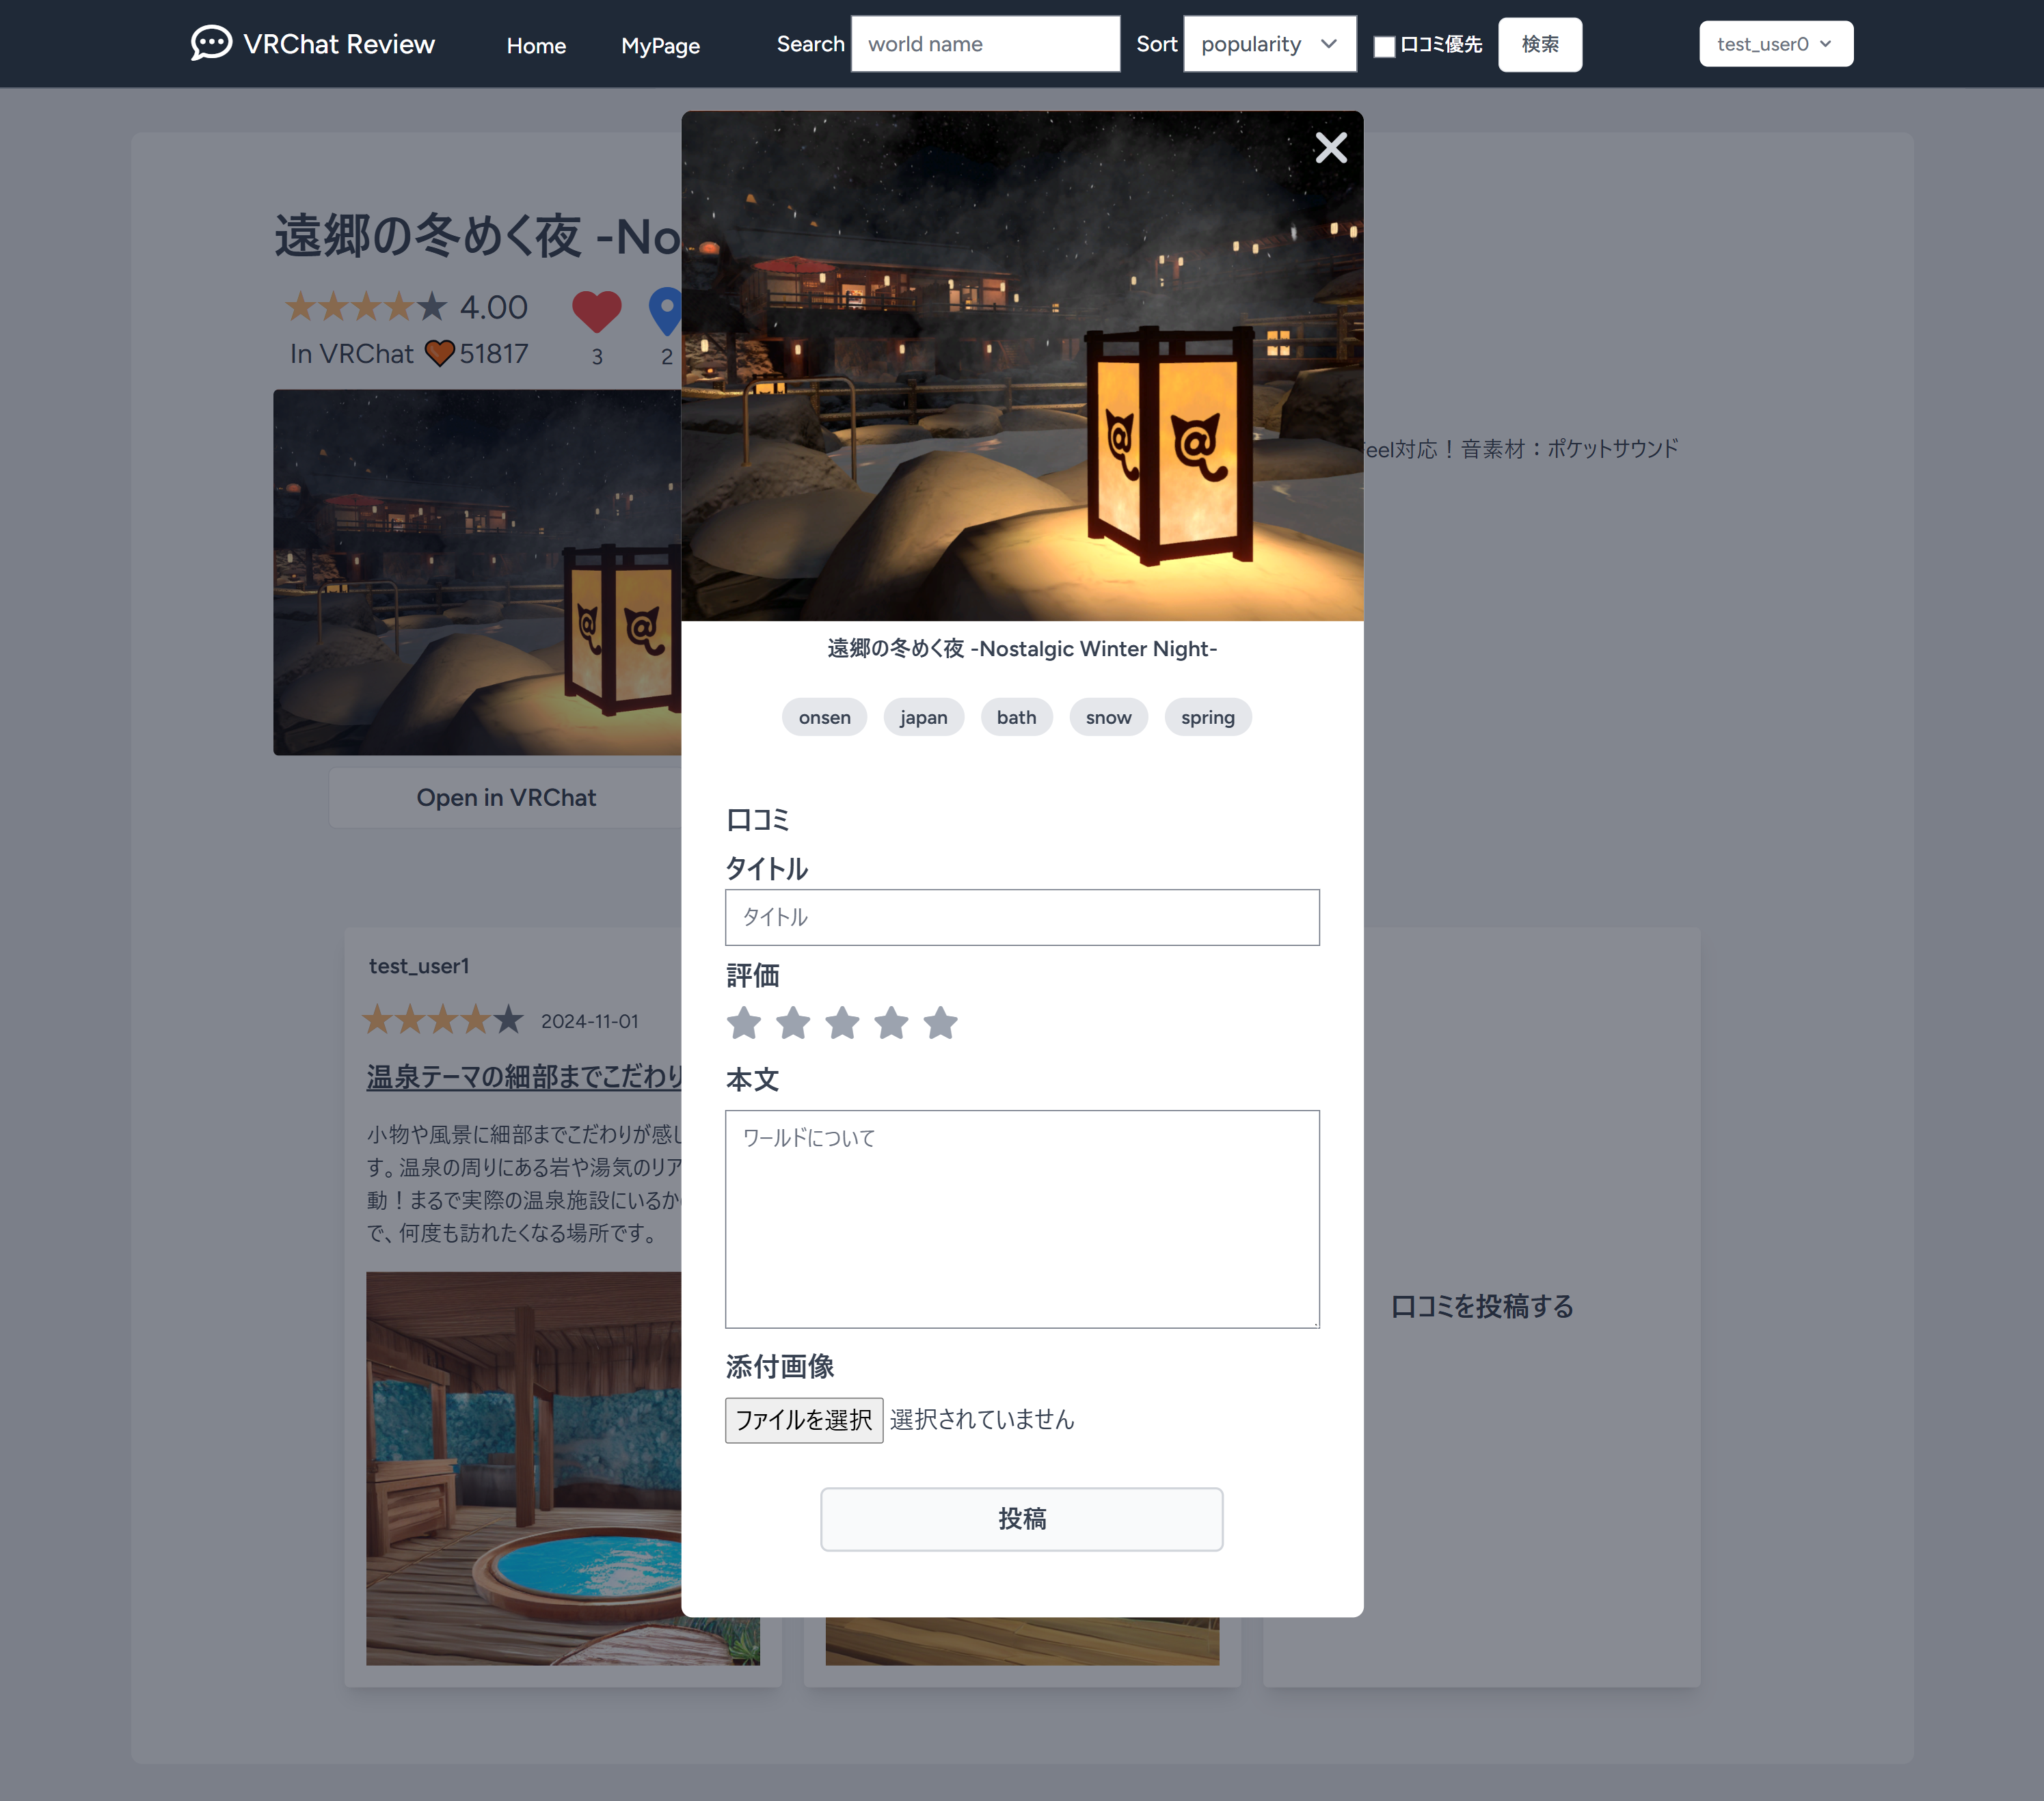 VRChat Review
Home
MyPage
Search
world name
Sort
popularity
口コミ優先
検索
test_user0
遠郷の冬めく夜 -No
4.00
In VRChat 51817
3
2
eel対応！音素材：ポケットサウンド
Open in VRChat
遠郷の冬めく夜 -Nostalgic Winter Night-
onsen
japan
bath
snow
spring
口コミ
タイトル
タイトル
評価
本文
ワールドについて
添付画像
ファイルを選択 選択されていません
投稿
test_user1
2024-11-01
温泉テーマの細部までこだわり
小物や風景に細部までこだわりが感じ
す。温泉の周りにある岩や湯気のリア
動！まるで実際の温泉施設にいるか
で、何度も訪れたくなる場所です。
口コミを投稿する